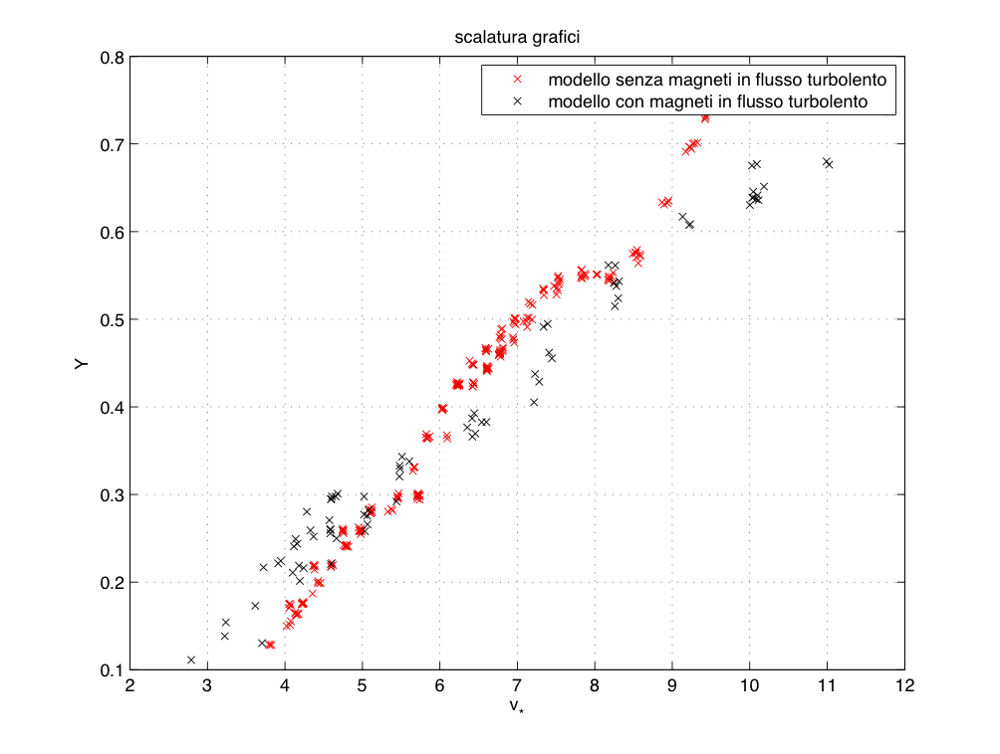 scalatura grafici
modello senza magneti in flusso turbolento
modello con magneti in flusso turbolento
Y
0.8
0.7
0.6
0.5
0.4
0.3
0.2
0.1
2 3 4 5 6 7 8 9 10 11 12
v*